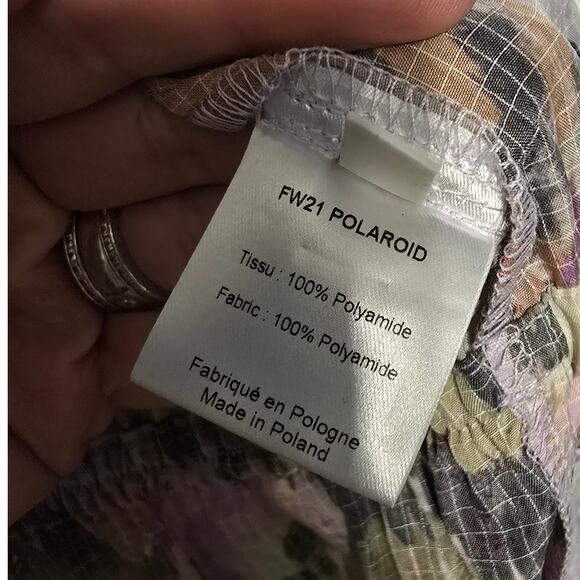 FW21 POLAROID
Tissu : 100% Polyamide
Fabric : 100% Polyamide
Fabriqué en Pologne
Made in Poland